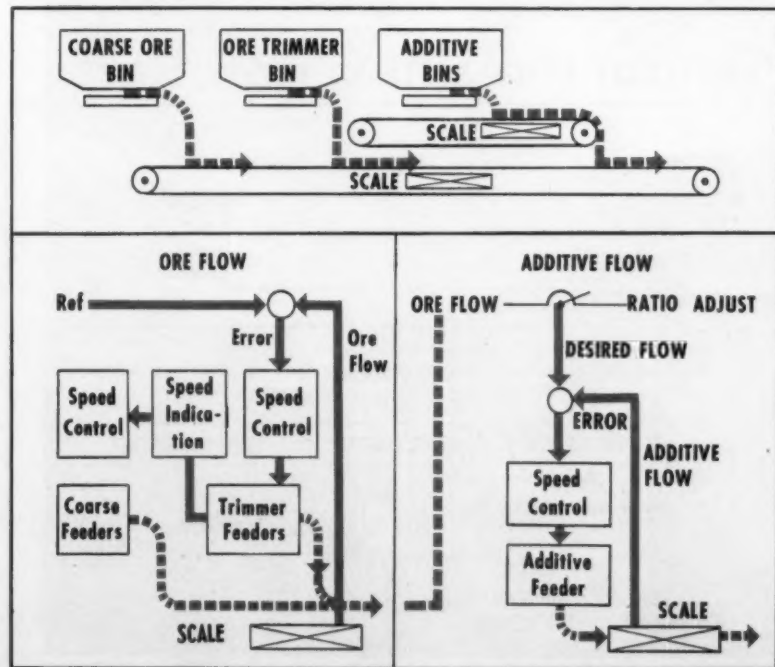 COARSE ORE
BIN
ORE TRIMMER
BIN
ADDITIVE
BINS
SCALE
SCALE
ORE FLOW
Ref
Error
Ore
Flow
Speed
Control
Speed
Indica-
tion
Speed
Control
Coarse
Feeders
Trimmer
Feeders
SCALE
ADDITIVE FLOW
ORE FLOW
RATIO ADJUST
DESIRED FLOW
ERROR
ADDITIVE
FLOW
Speed
Control
Additive
Feeder
SCALE